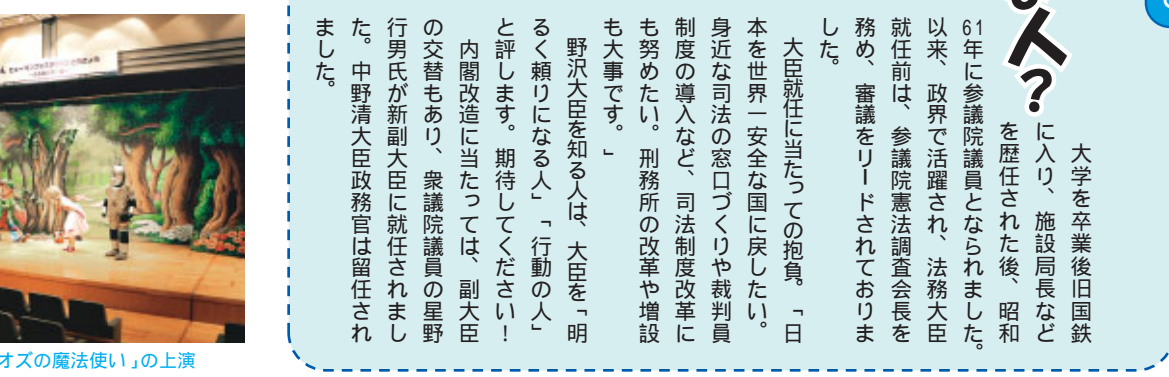 人?
大学を卒業後旧国鉄
に入り、施設局長など
を歴任された後、昭和
61年に参議院議員となられました。
以来、政界で活躍され、法務大臣
就任前は、参議院憲法調査会長を
務め、審議をリードされておりま
した。
大臣就任に当たっての抱負。「日
本を世界一安全な国に戻したい。
身近な司法の窓口づくりや裁判員
制度の導入など、司法制度改革に
も努めたい。刑務所の改革や増設
も大事です。」
野沢大臣を知る人は、大臣を「明
るく頼りになる人」「行動の人」
と評します。期待してください!
内閣改造に当たっては、副大臣
の交替もあり、衆議院議員の星野
行男氏が新副大臣に就任されまし
た。中野清大臣政務官は留任され
ました。
オズの魔法使い」の上演